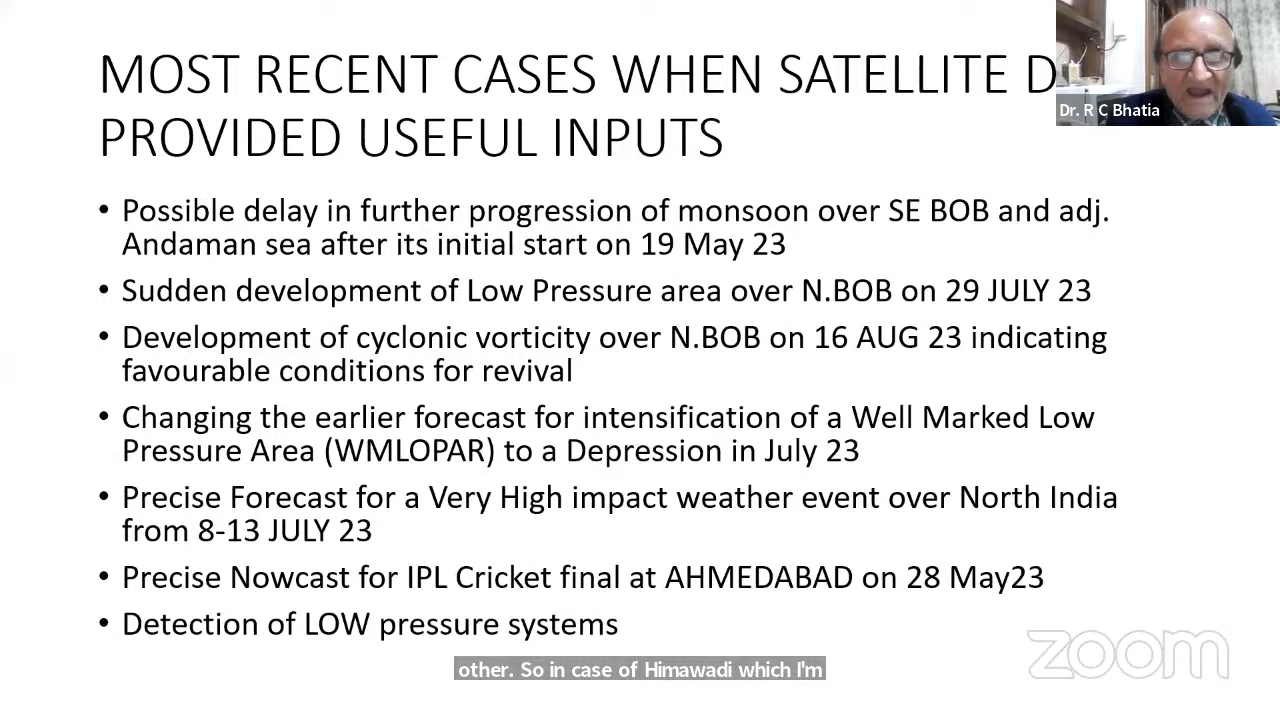 MOST RECENT CASES WHEN SATELLITE D
PROVIDED USEFUL INPUTS
Dr. R C Bhatia
• Possible delay in further progression of monsoon over SE BOB and adj.
Andaman sea after its initial start on 19 May 23
• Sudden development of Low Pressure area over N.BOB on 29 JULY 23
• Development of cyclonic vorticity over N.BOB on 16 AUG 23 indicating
favourable conditions for revival
• Changing the earlier forecast for intensification of a Well Marked Low
Pressure Area (WMLOPAR) to a Depression in July 23
• Precise Forecast for a Very High impact weather event over North India
from 8-13 JULY 23
• Precise Nowcast for IPL Cricket final at AHMEDABAD on 28 May23
• Detection of LOW pressure systems
zoom
other. So in case of Himawadi which I'm